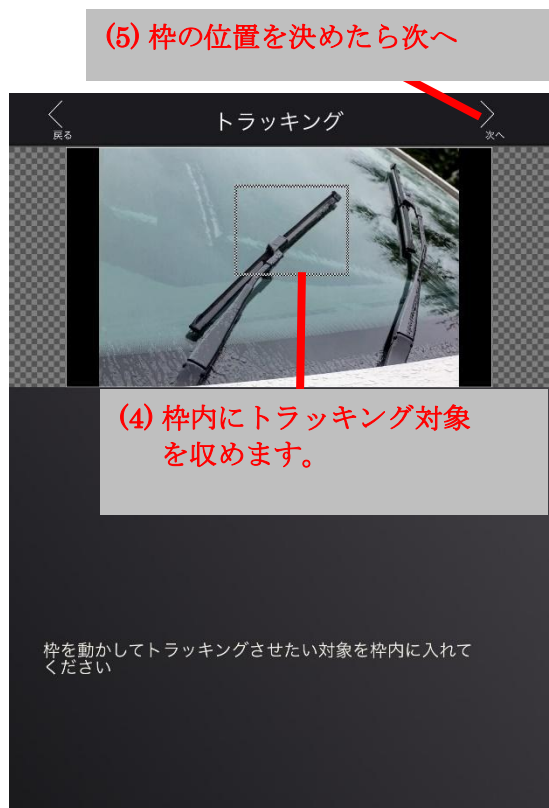 (5) 枠の位置を決めたら次へ
戻る
トラッキング
次へ
(4) 枠内にトラッキング対象
を収めます。
枠を動かしてトラッキングさせたい対象を枠内に入れて
ください